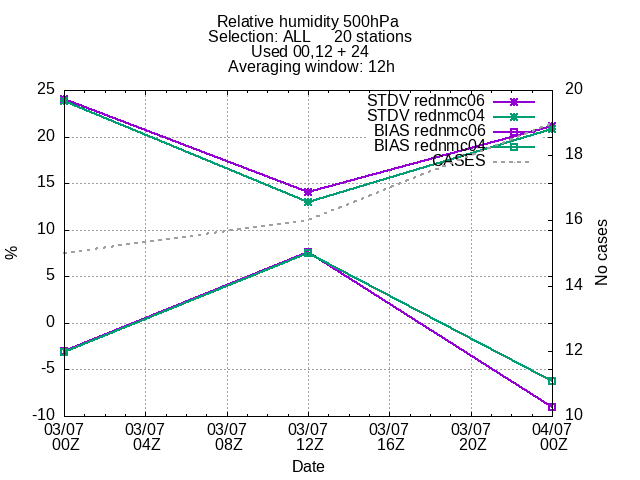 Relative humidity 500hPa
Selection: ALL 20 stations
Used 00,12 + 24
Averaging window: 12h
STDV rednmc06
STDV rednmc04
BIAS rednmc06
BIAS rednmc04
CASES
25
20
15
10
5
0
-5
-10
%
20
18
16
14
12
10
No cases
03/07 03/07 03/07 03/07 03/07 03/07 04/07
00Z 04Z 08Z 12Z 16Z 20Z 00Z
Date